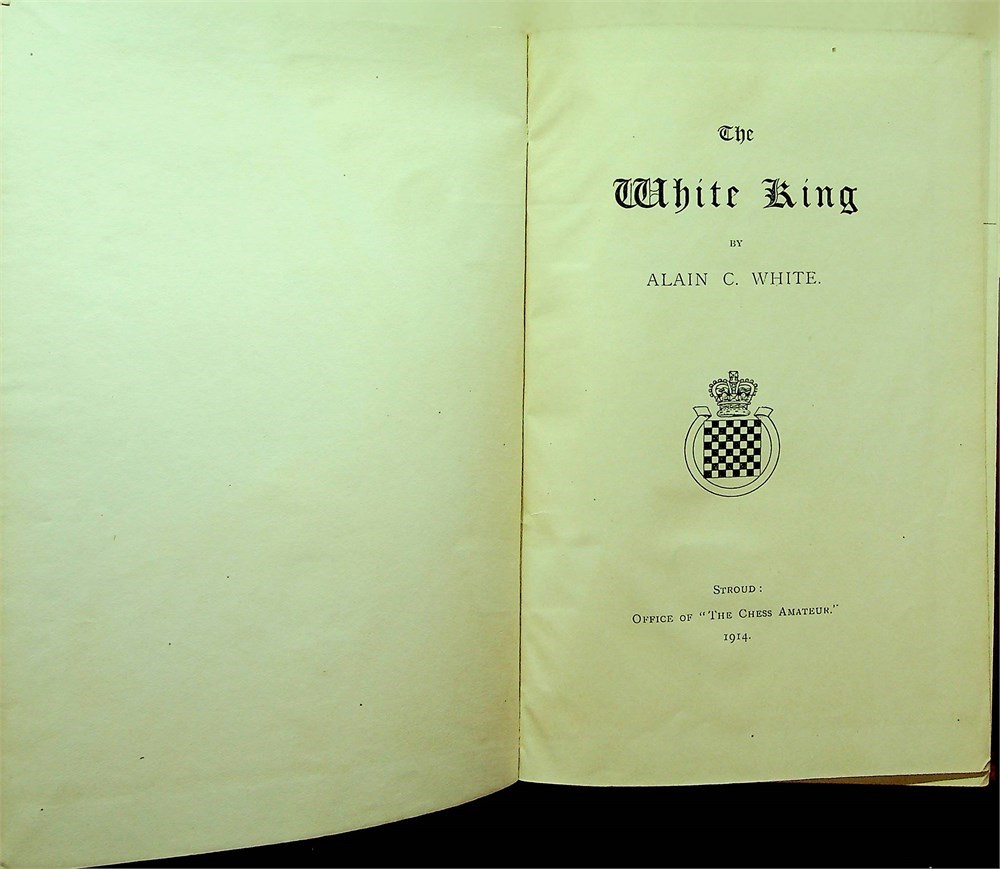 The
White King
BY
ALAIN C. WHITE.
STROUD:
OFFICE OF "THE CHESS AMATEUR."
1914.